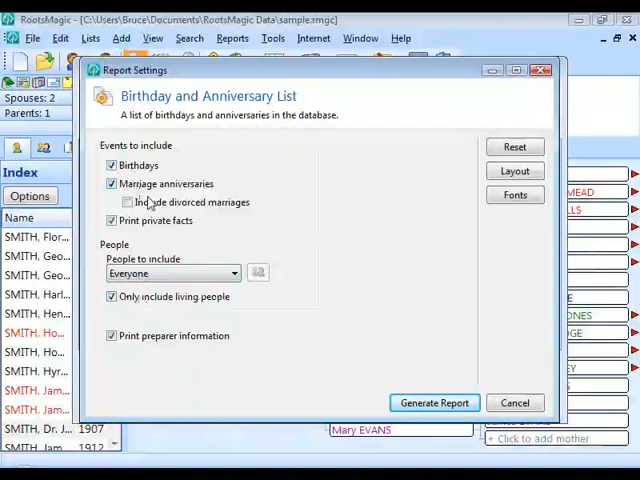 RootsMagic - [C:\Users\Bruce\Documents\RootsMagic Data\sample.rmgc]
File Edit Lists Add View Search Reports Tools Internet Window Help
Report Settings
Spouses: 2
Parents: 1
Birthday and Anniversary List
A list of birthdays and anniversaries in the database.
Index
Options
Name
SMITH, Flor...
SMITH, Geo...
SMITH, Geo...
SMITH, Harl...
SMITH, Hen...
SMITH, Ho...
SMITH, Ho...
SMITH, Hyr...
SMITH, Jam...
SMITH, Jam...
SMITH, Dr. J... 1907
SMITH, Jam... 1912
Events to include
Birthdays
Marriage anniversaries
Include divorced marriages
Print private facts
People
People to include
Everyone
Only include living people
Print preparer information
Reset
Layout
Fonts
Generate Report
Cancel
MEAD
LLS
ONES
DGE
EY
Mary EVANS
+ Click to add mother